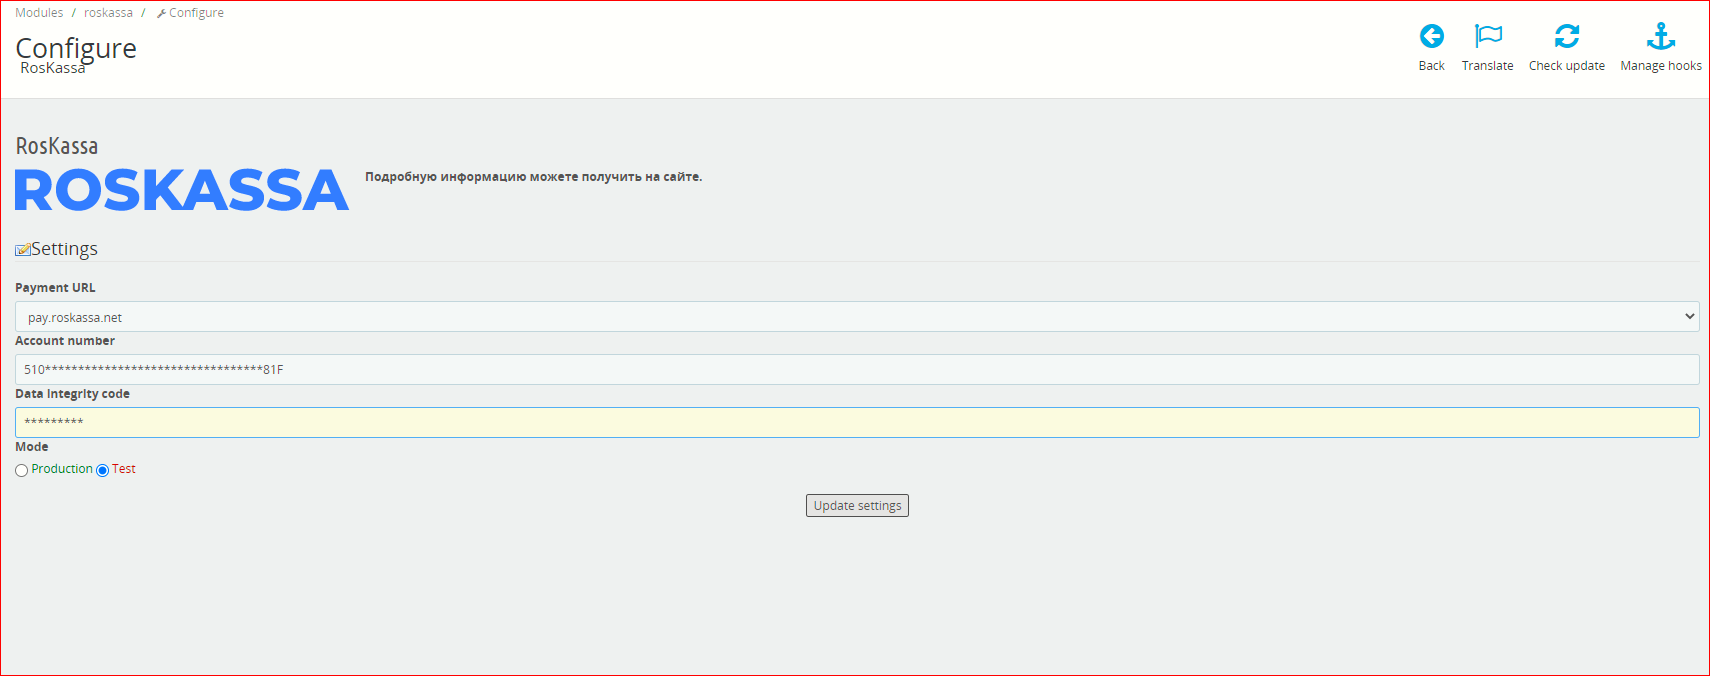 Modules / roskassa / Configure
Configure
RosKassa
Back Translate Check update Manage hooks
RosKassa
ROSKASSA
Подробную информацию можете получить на сайте.
Settings
Payment URL
pay.roskassa.net
Account number
510*********************************81F
Data integrity code
*********
Mode
Production Test
Update settings